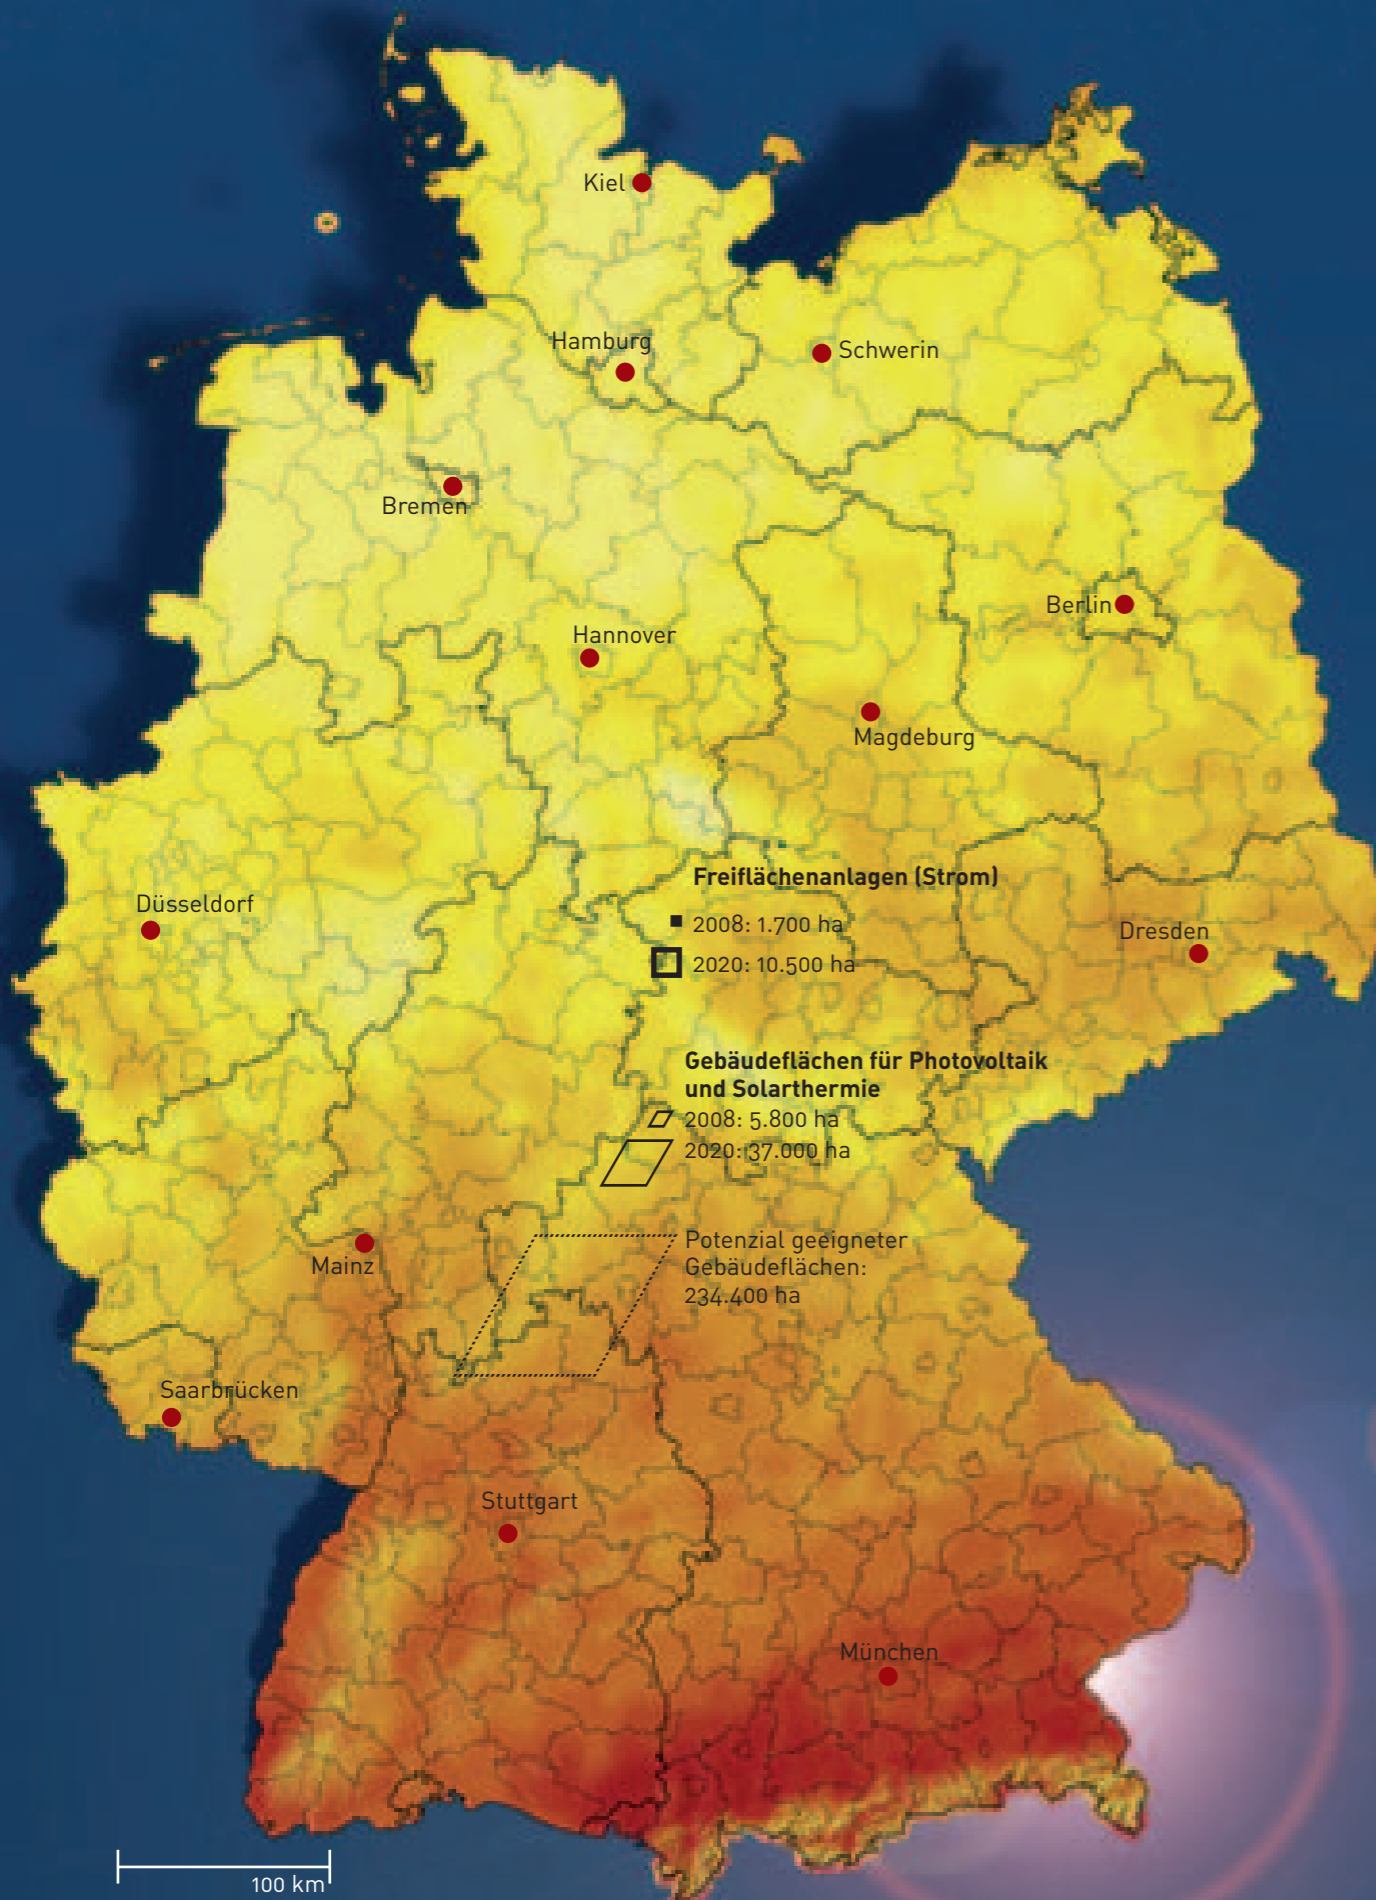 Kiel
Hamburg
Schwerin
Bremen
Berlin
Hannover
Magdeburg
Freiflächenanlagen (Strom)
2008: 1.700 ha
2020: 10.500 ha
Düsseldorf
Dresden
Gebäudeflächen für Photovoltaik
und Solarthermie
2008: 5.800 ha
2020: 37.000 ha
Potenzial geeigneter
Gebäudeflächen:
234.400 ha
Mainz
Saarbrücken
Stuttgart
München
100 km